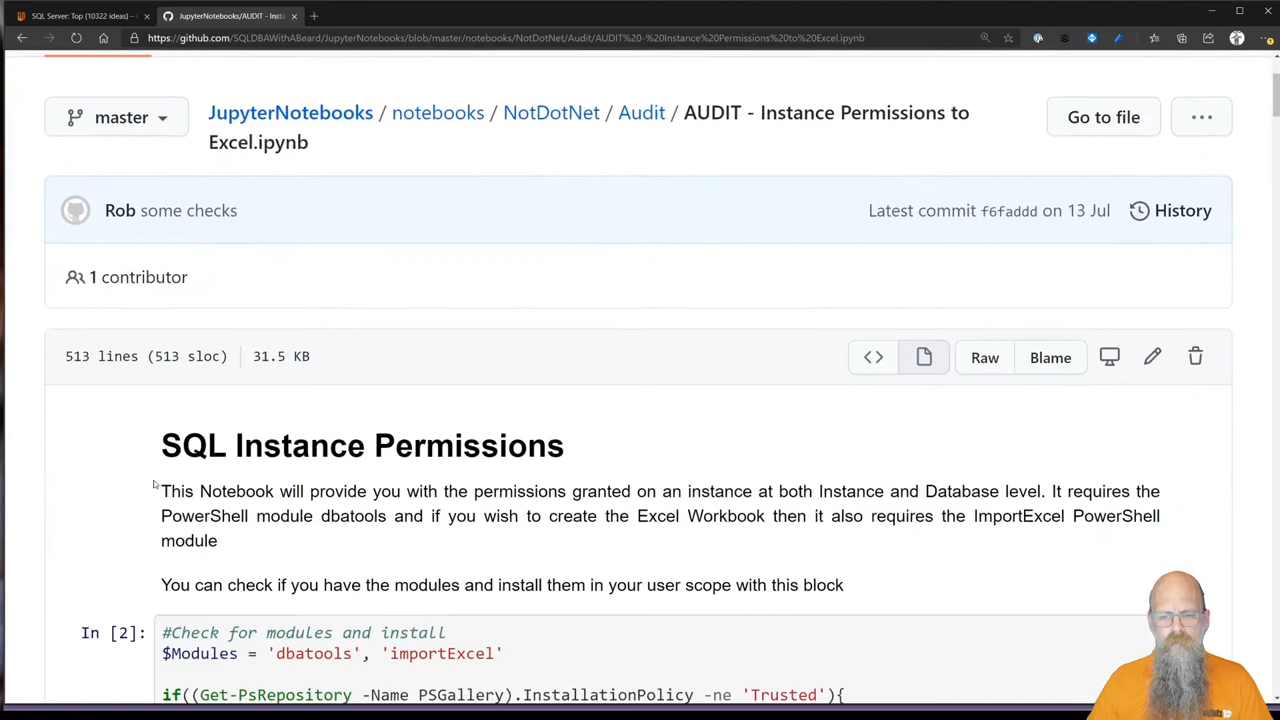 SQL Server: Top (10322 ideas) –
JupyterNotebooks/AUDIT - Insta
https://github.com/SQLDBAWithABeard/JupyterNotebooks/blob/master/notebooks/NotDotNet/Audit/AUDIT%20-%20Instance%20Permissions%20to%20Excel.ipynb
master
JupyterNotebooks / notebooks / NotDotNet / Audit / AUDIT - Instance Permissions to
Excel.ipynb
Go to file
Rob some checks
Latest commit f6faddd on 13 Jul
History
1 contributor
513 lines (513 sloc)
31.5 KB
Raw
Blame
SQL Instance Permissions
This Notebook will provide you with the permissions granted on an instance at both Instance and Database level. It requires the
PowerShell module dbatools and if you wish to create the Excel Workbook then it also requires the ImportExcel PowerShell
module
You can check if you have the modules and install them in your user scope with this block
In [2]:
#Check for modules and install
$Modules = 'dbatools', 'importExcel'
if((Get-PsRepository -Name PSGallery).InstallationPolicy -ne 'Trusted'){